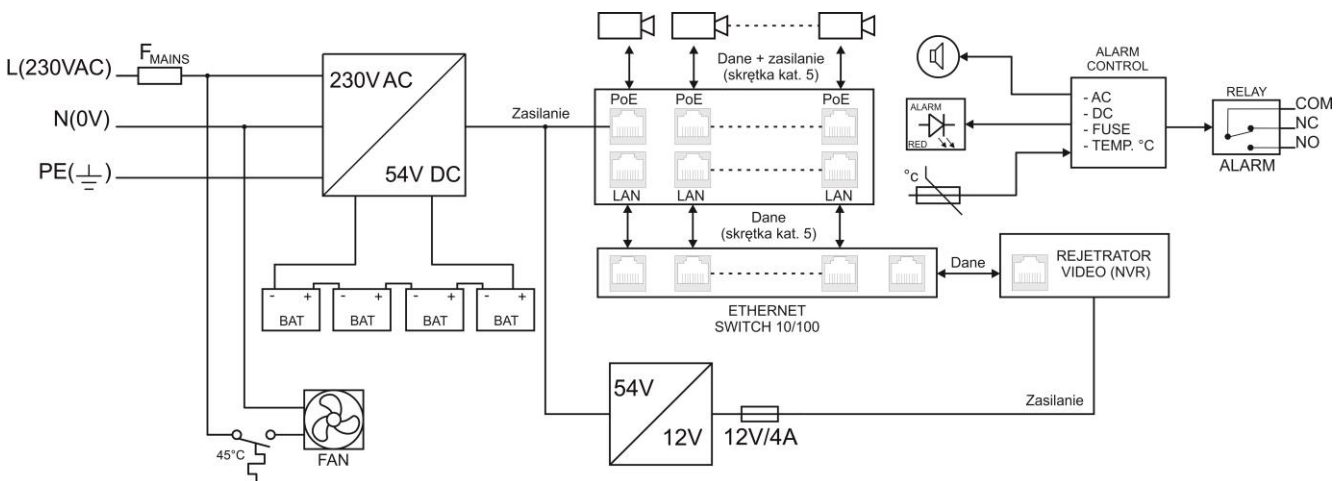 L(230VAC)
FMAINS
N(0V)
PE(
)
230V AC
54V DC
- +
BAT
- +
BAT
- +
BAT
- +
BAT
45°C
FAN
Zasilanie
Dane + zasilanie
(skrętka kat. 5)
PoE
PoE
PoE
LAN
LAN
LAN
Dane
(skrętka kat. 5)
ETHERNET
SWITCH 10/100
Dane
REJETRATOR
VIDEO (NVR)
54V
12V
12V/4A
Zasilanie
ALARM
RED
°c
ALARM
CONTROL
- AC
- DC
- FUSE
- TEMP. °C
RELAY
COM
NC
NO
ALARM